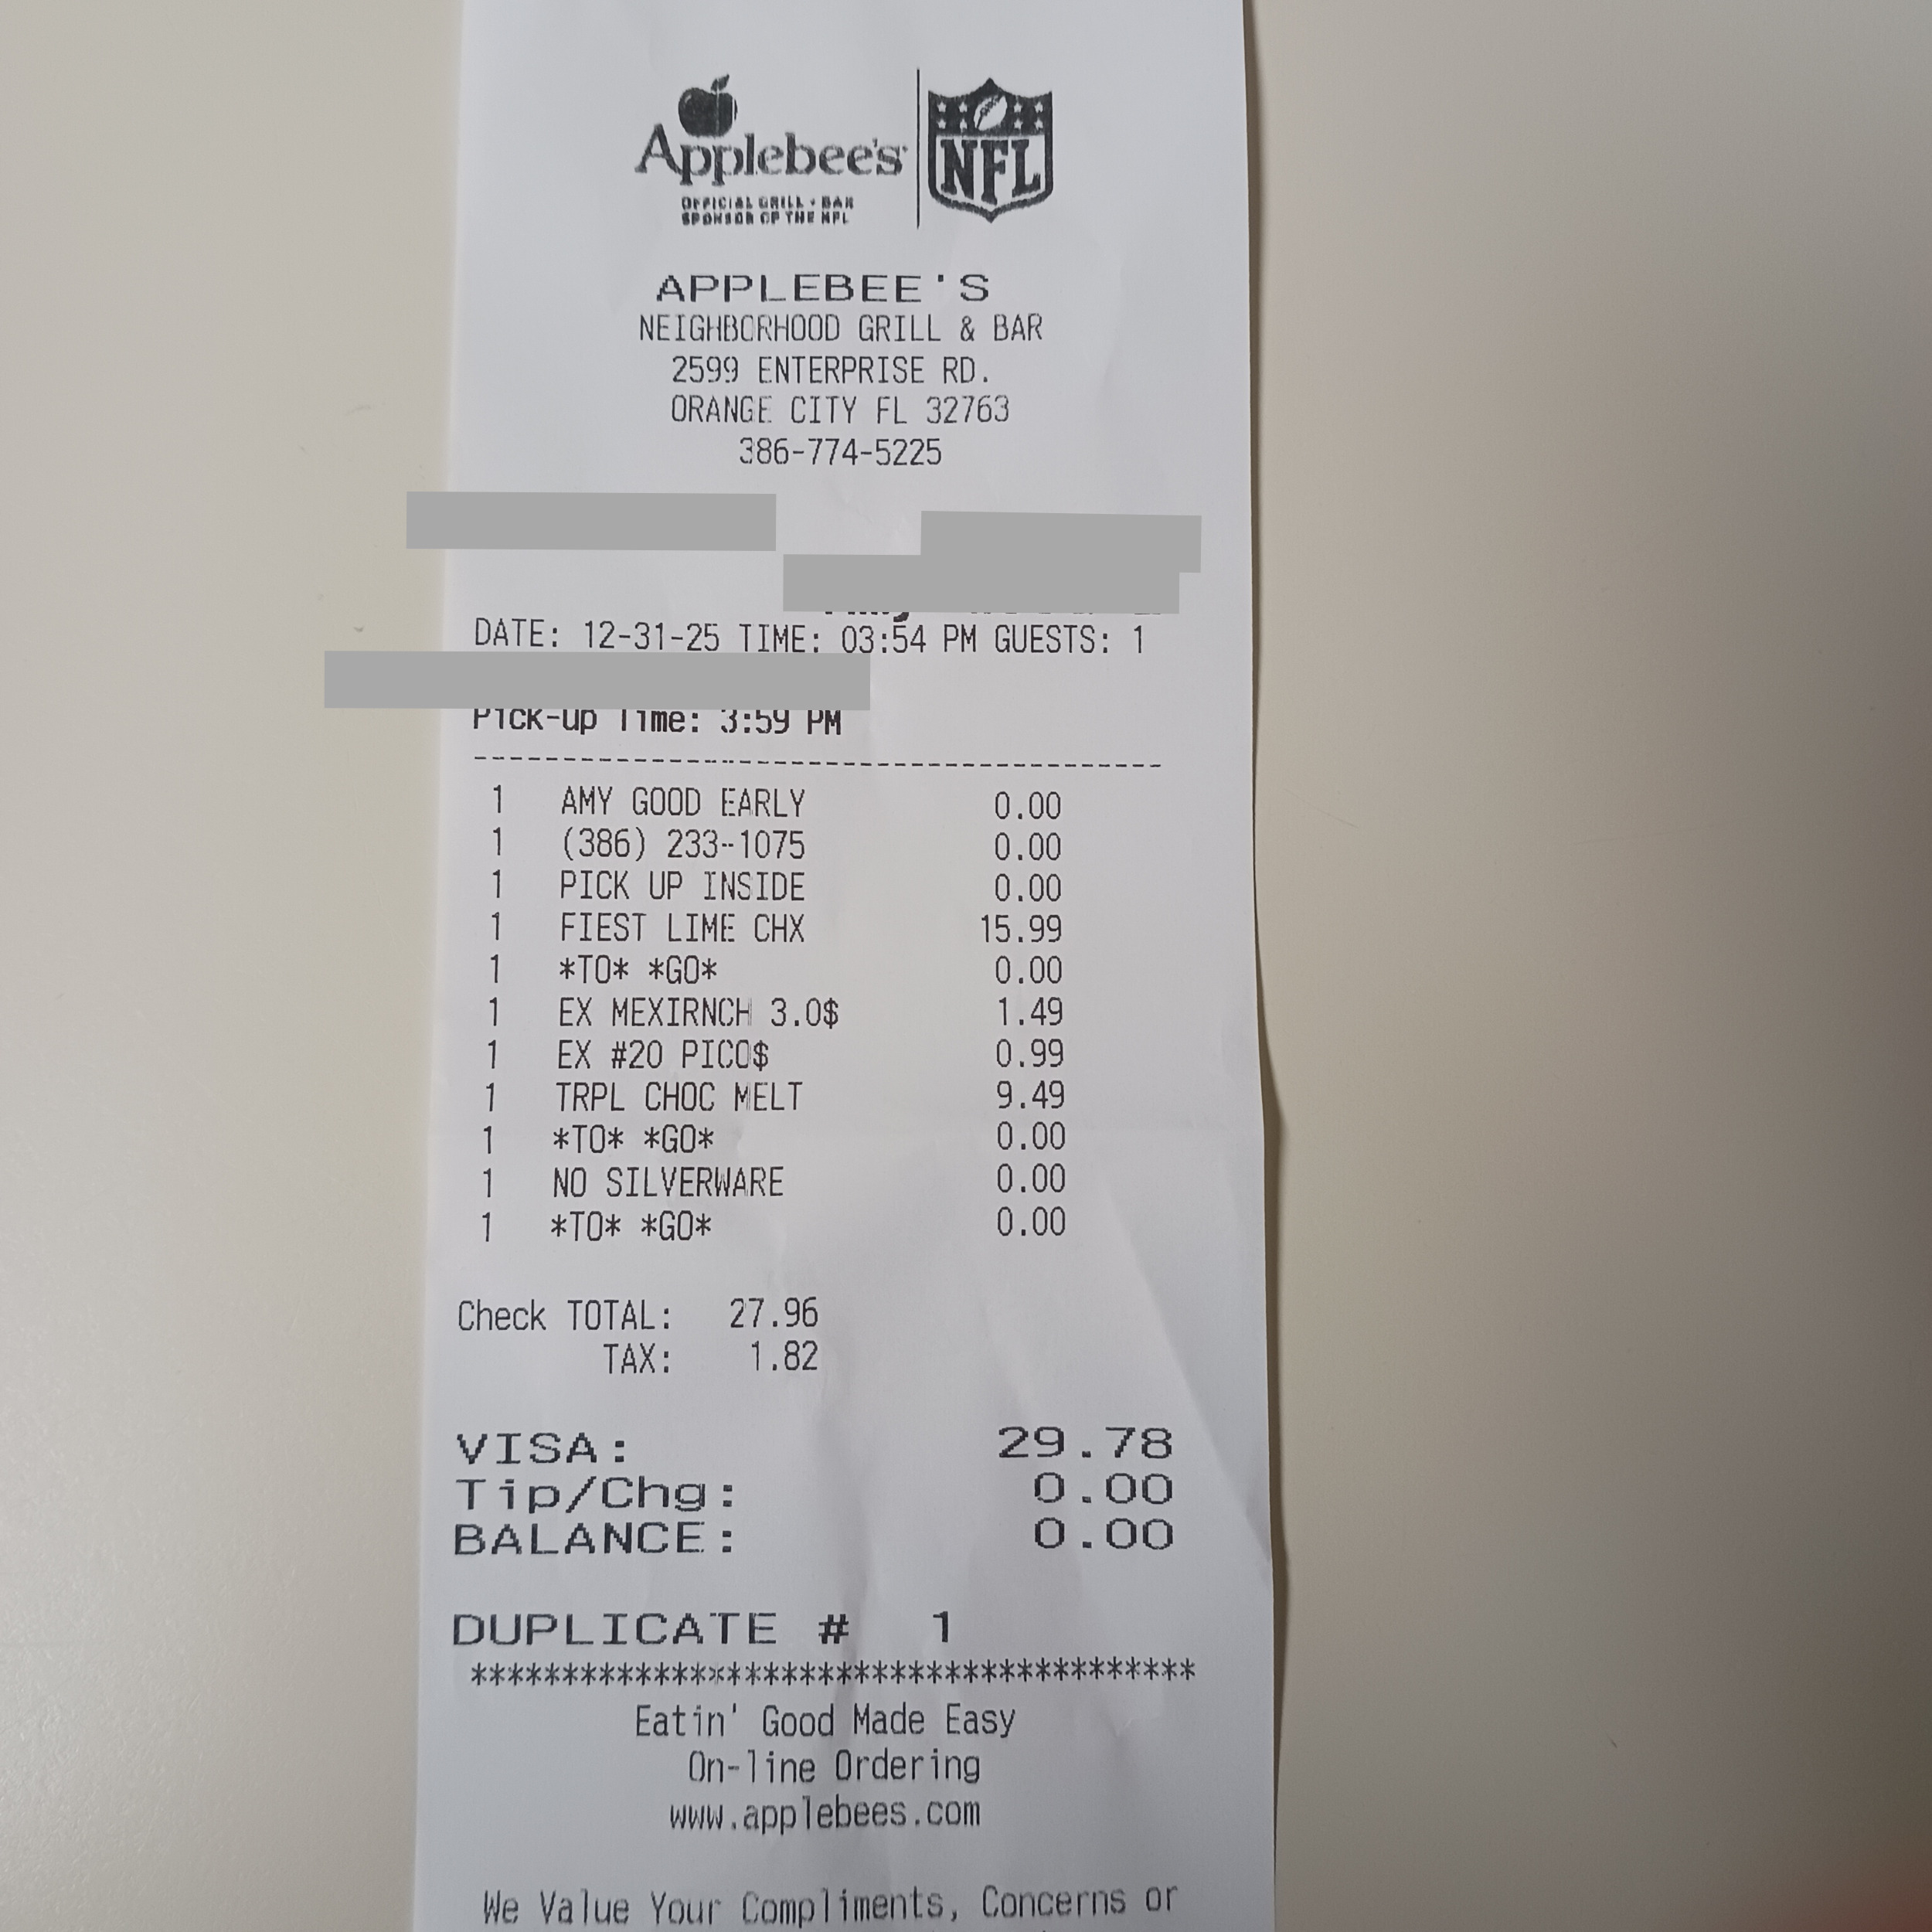 Applebee's
OFFICIAL GRILL + BAR
SPONSOR OF THE NFL
NFL
APPLEBEE'S
NEIGHBORHOOD GRILL & BAR
2599 ENTERPRISE RD.
ORANGE CITY FL 32763
386-774-5225
DATE: 12-31-25 TIME: 03:54 PM GUESTS: 1
Pick-up Time: 3:59 PM
---------------------------------------
1 AMY GOOD EARLY 0.00
1 (386) 233-1075 0.00
1 PICK UP INSIDE 0.00
1 FIEST LIME CHX 15.99
1 *TO* *GO* 0.00
1 EX MEXIRNCH 3.0$ 1.49
1 EX #20 PICO$ 0.99
1 TRPL CHOC MELT 9.49
1 *TO* *GO* 0.00
1 NO SILVERWARE 0.00
1 *TO* *GO* 0.00
Check TOTAL: 27.96
TAX: 1.82
VISA: 29.78
Tip/Chg: 0.00
BALANCE: 0.00
DUPLICATE # 1
****************************************
Eatin' Good Made Easy
On-line Ordering
www.applebees.com
We Value Your Compliments, Concerns or